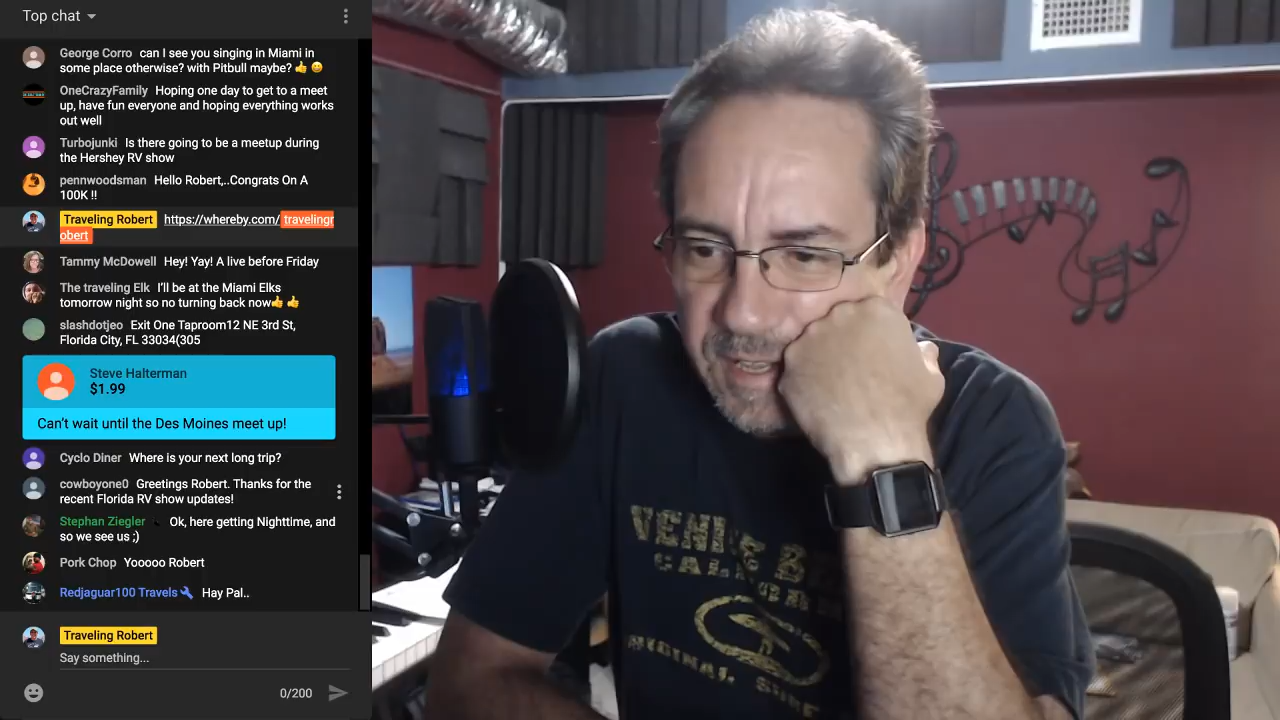 Top chat
George Corro can I see you singing in Miami in
some place otherwise? with Pitbull maybe? 👍 😄
OneCrazyFamily Hoping one day to get to a meet
up, have fun everyone and hoping everything works
out well
Turbojunki Is there going to be a meetup during
the Hershey RV show
pennwoodsman Hello Robert,..Congrats On A
100K !!
Traveling Robert https://whereby.com/travelingr
obert
Tammy McDowell Hey! Yay! A live before Friday
The traveling Elk I'll be at the Miami Elks
tomorrow night so no turning back now👍👍
slashdotjeo Exit One Taproom12 NE 3rd St,
Florida City, FL 33034(305
Steve Halterman
$1.99
Can't wait until the Des Moines meet up!
Cyclo Diner Where is your next long trip?
cowboyone0 Greetings Robert. Thanks for the
recent Florida RV show updates!
Stephan Ziegler Ok, here getting Nighttime, and
so we see us ;)
Pork Chop Yooooo Robert
Redjaguar100 Travels Hay Pal..
Traveling Robert
Say something...
0/200
VENICE BE
CALIFOR
ORIGINAL SURF